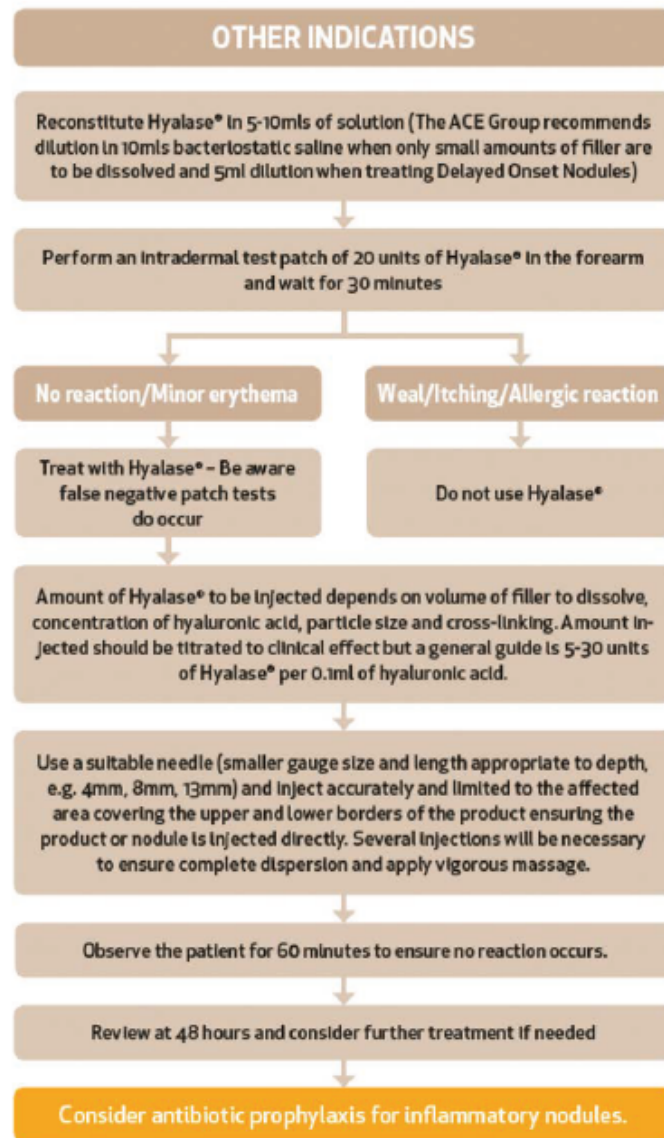 OTHER INDICATIONS
Reconstitute Hyalase® in 5-10mls of solution (The ACE Group recommends
dilution in 10mls bacteriostatic saline when only small amounts of filler are
to be dissolved and 5ml dilution when treating Delayed Onset Nodules)
Perform an intradermal test patch of 20 units of Hyalase® in the forearm
and wait for 30 minutes
No reaction/Minor erythema
Weal/Itching/Allergic reaction
Treat with Hyalase® – Be aware
false negative patch tests
do occur
Do not use Hyalase®
Amount of Hyalase® to be injected depends on volume of filler to dissolve,
concentration of hyaluronic acid, particle size and cross-linking. Amount in-
jected should be titrated to clinical effect but a general guide is 5-30 units
of Hyalase® per 0.1ml of hyaluronic acid.
Use a suitable needle (smaller gauge size and length appropriate to depth,
e.g. 4mm, 8mm, 13mm) and inject accurately and limited to the affected
area covering the upper and lower borders of the product ensuring the
product or nodule is injected directly. Several injections will be necessary
to ensure complete dispersion and apply vigorous massage.
Observe the patient for 60 minutes to ensure no reaction occurs.
Review at 48 hours and consider further treatment if needed
Consider antibiotic prophylaxis for inflammatory nodules.